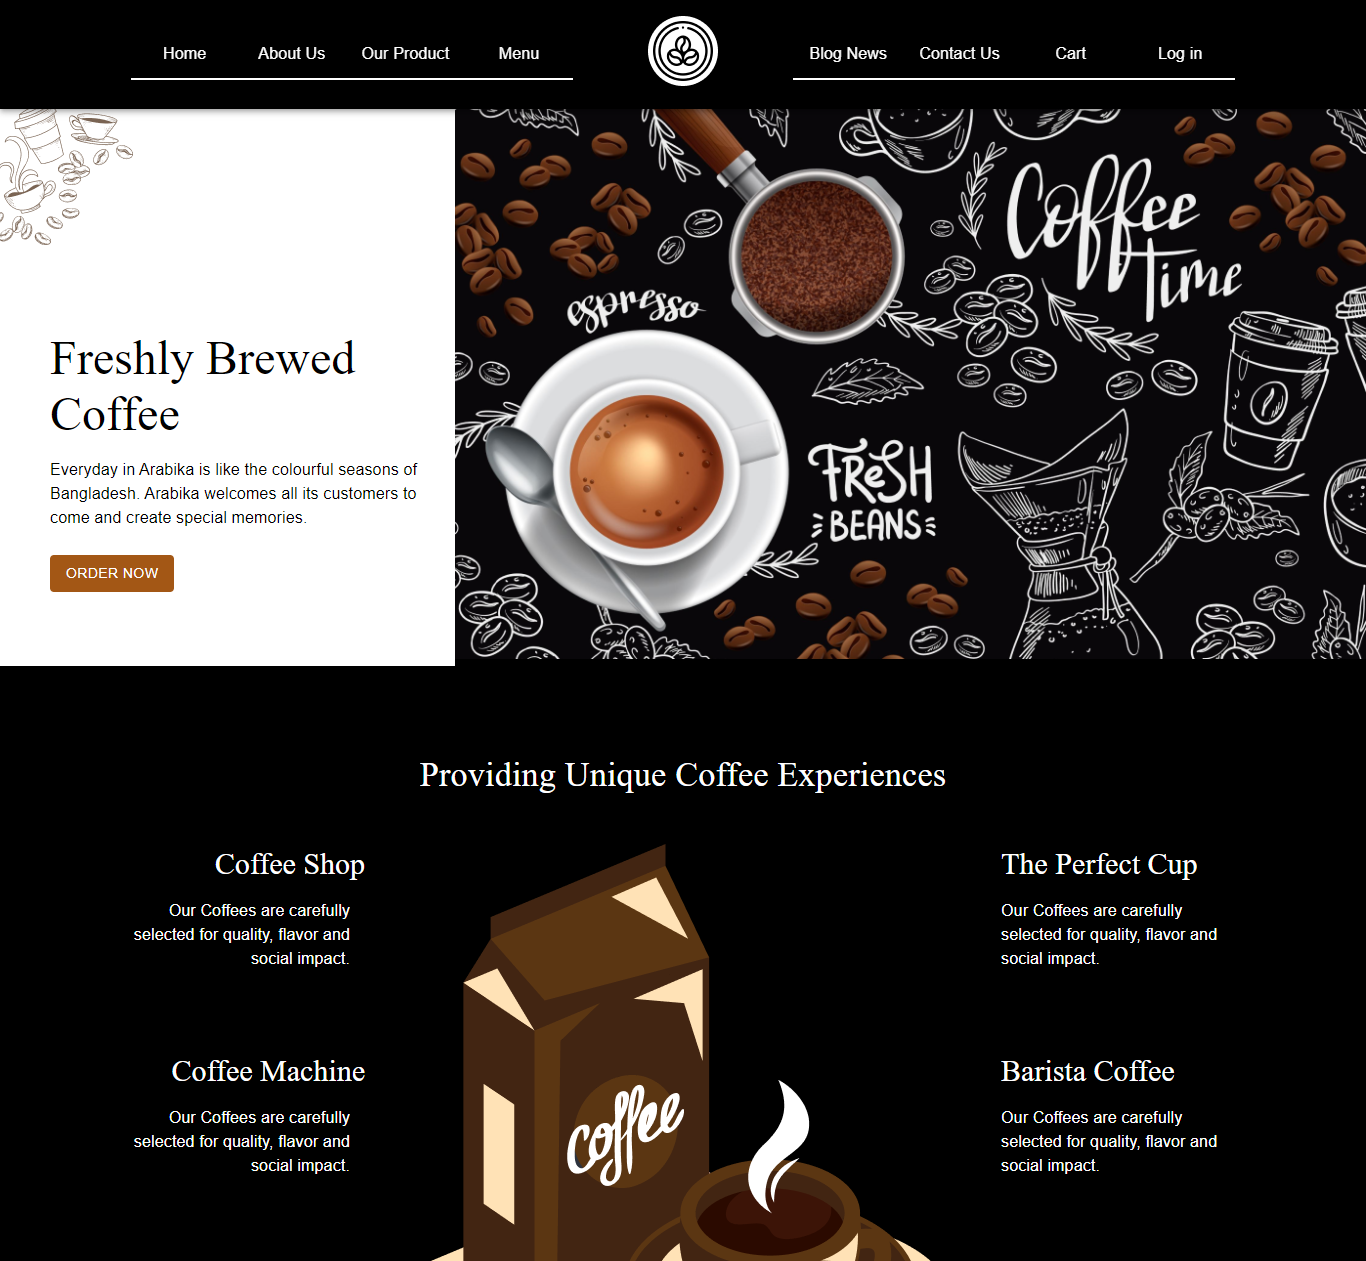 Home
About Us
Our Product
Menu
Blog News
Contact Us
Cart
Log in
Coffee
time
espresso
FReSH
BEANS
Freshly Brewed
Coffee
Everyday in Arabika is like the colourful seasons of
Bangladesh. Arabika welcomes all its customers to
come and create special memories.
ORDER NOW
Providing Unique Coffee Experiences
Coffee Shop
Our Coffees are carefully
selected for quality, flavor and
social impact.
The Perfect Cup
Our Coffees are carefully
selected for quality, flavor and
social impact.
Coffee Machine
Our Coffees are carefully
selected for quality, flavor and
social impact.
coffee
Barista Coffee
Our Coffees are carefully
selected for quality, flavor and
social impact.